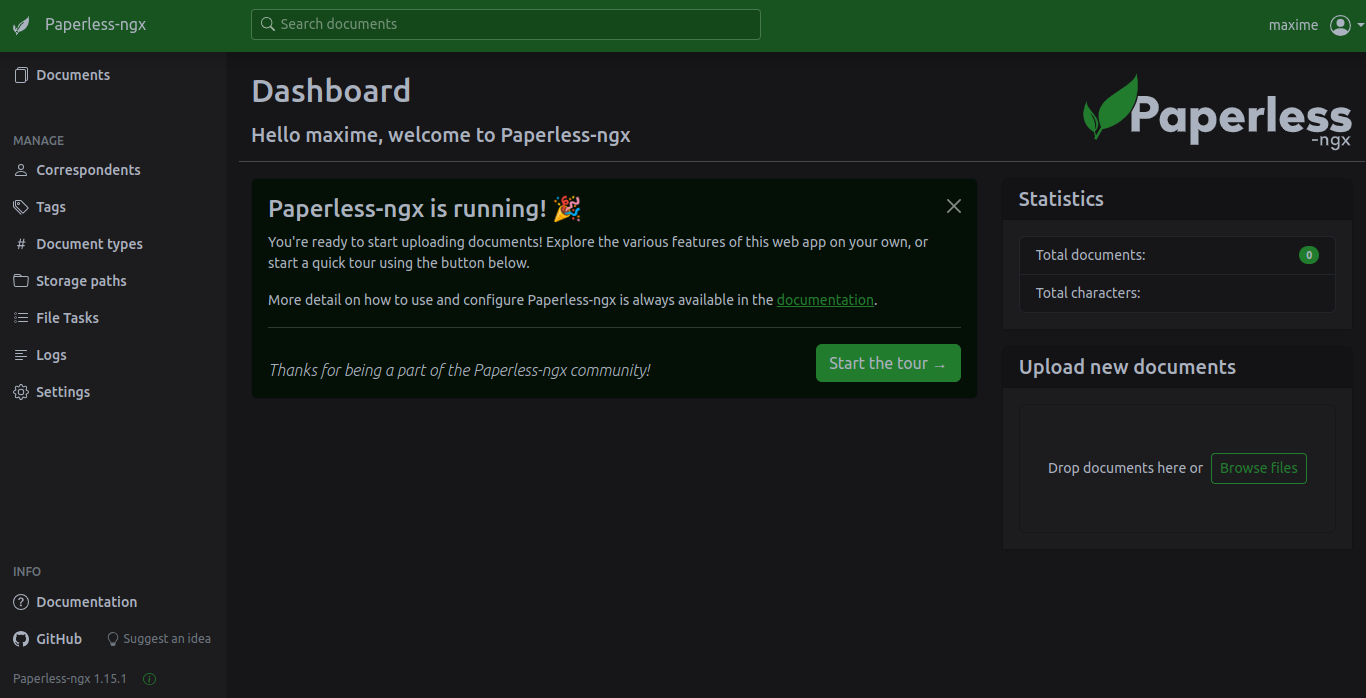 Paperless-ngx
Search documents
maxime
Documents
MANAGE
Correspondents
Tags
# Document types
Storage paths
File Tasks
Logs
Settings
INFO
Documentation
GitHub
Suggest an idea
Paperless-ngx 1.15.1
Dashboard
Hello maxime, welcome to Paperless-ngx
Paperless
-ngx
Paperless-ngx is running! 🎉
You're ready to start uploading documents! Explore the various features of this web app on your own, or
start a quick tour using the button below.
More detail on how to use and configure Paperless-ngx is always available in the documentation.
Thanks for being a part of the Paperless-ngx community!
Start the tour →
Statistics
Total documents: 0
Total characters:
Upload new documents
Drop documents here or Browse files